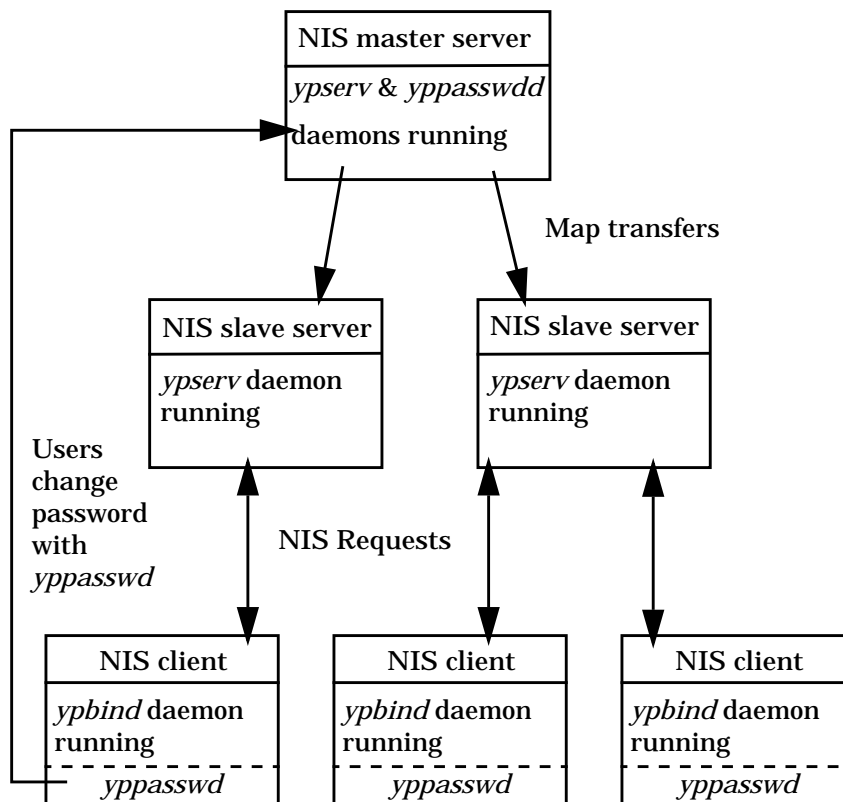 NIS master server
ypserv & yppasswdd
daemons running
Map transfers
NIS slave server
ypserv daemon
running
NIS slave server
ypserv daemon
running
Users
change
password
with
yppasswd
NIS Requests
NIS client
ypbind daemon
running
yppasswd
NIS client
ypbind daemon
running
yppasswd
NIS client
ypbind daemon
running
yppasswd